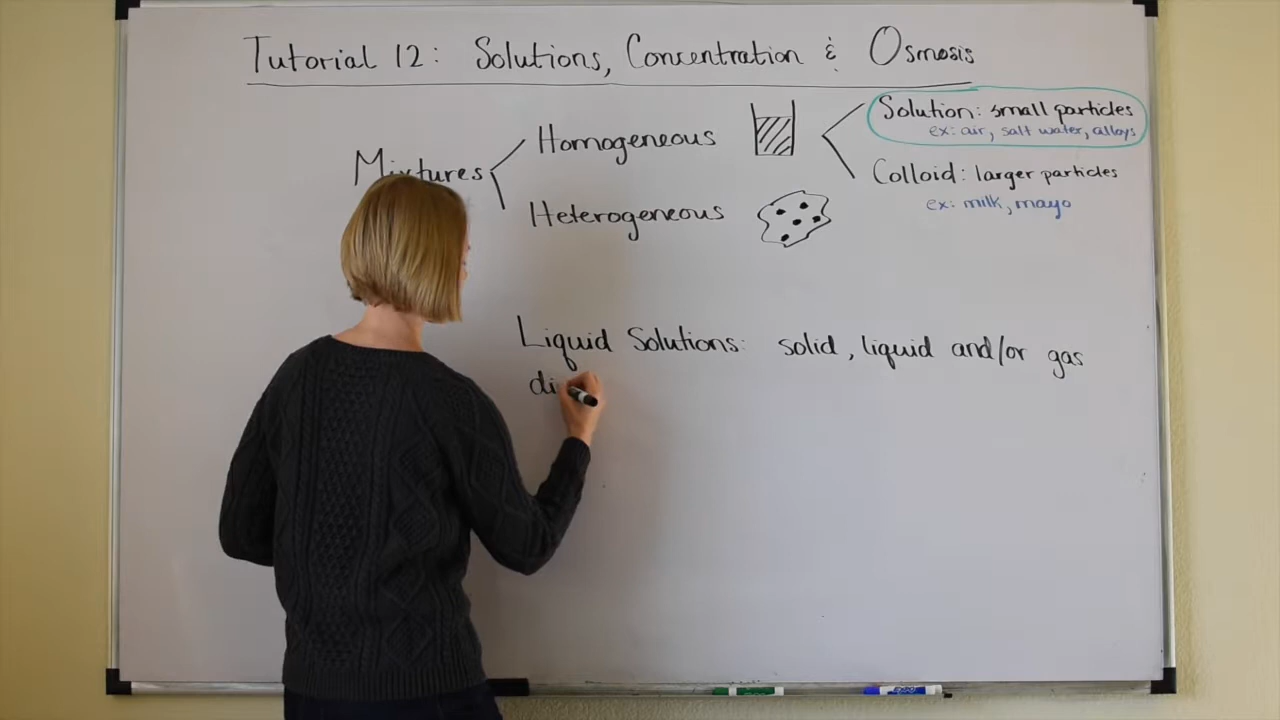 Tutorial 12: Solutions, Concentration & Osmosis
Mixtures
Homogeneous
Heterogeneous
Solution: small particles
ex: air, salt water, alloys
Colloid: larger particles
ex: milk, mayo
Liquid Solutions: solid, liquid and/or gas
di